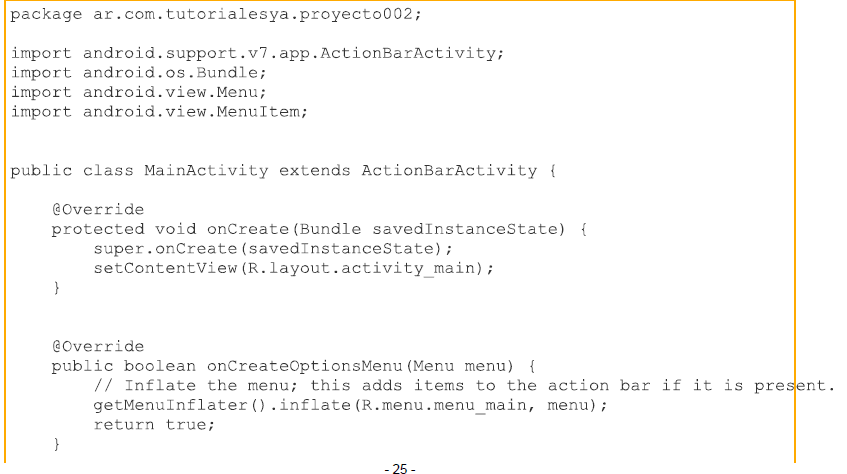 package ar.com.tutorialesya.proyecto002;
import android.support.v7.app.ActionBarActivity;
import android.os.Bundle;
import android.view.Menu;
import android.view.MenuItem;
public class MainActivity extends ActionBarActivity {
@Override
protected void onCreate(Bundle savedInstanceState) {
super.onCreate(savedInstanceState);
setContentView(R.layout.activity_main);
}
@Override
public boolean onCreateOptionsMenu(Menu menu) {
// Inflate the menu; this adds items to the action bar if it is present.
getMenuInflater().inflate(R.menu.menu_main, menu);
return true;
}
- 25 -